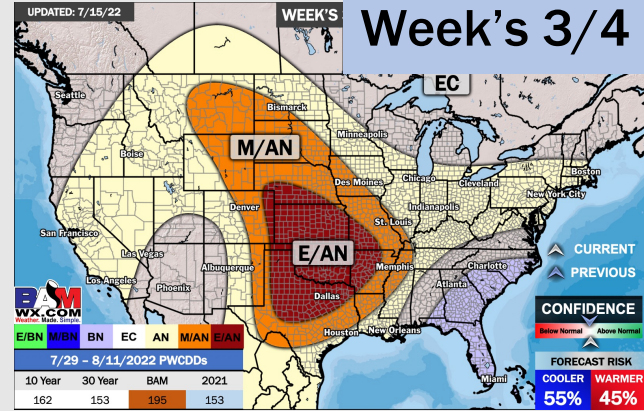 UPDATED: 7/15/22
WEEK'S
Week's 3/4
EC
Seattle
Bismarck
Minneapolis
M/AN
Boise
Boston
Chicago
Cleveland
Des Moines
New York City
Indianapolis
Denver
St. Louis
San Francisco
E/AN
CURRENT
Las Vegas
Albuquerque
Memphis
Charlotte
PREVIOUS
Los Angeles
Phoenix
Atlanta
Dallas
BAM
WX.COM
Weather. Made. Simple.
Houston
New Orleans
CONFIDENCE
Below Normal
Above Normal
E/BN M/BN BN EC AN M/AN E/AN
Miami
7/29 – 8/11/2022 PWCDDs
FORECAST RISK
10 Year 30 Year BAM 2021
COOLER WARMER
162 153 195 153
55% 45%